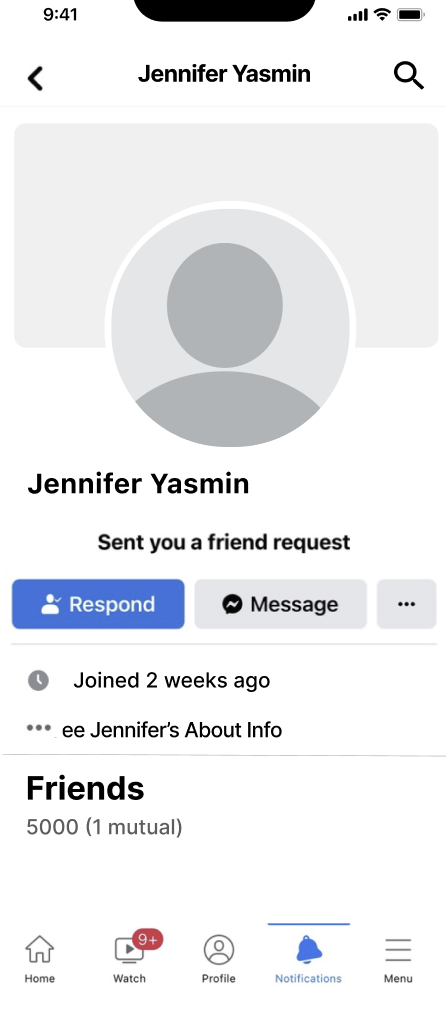 9:41
Jennifer Yasmin
Jennifer Yasmin
Sent you a friend request
Respond
Message
Joined 2 weeks ago
ee Jennifer's About Info
Friends
5000 (1 mutual)
9+
Home
Watch
Profile
Notifications
Menu